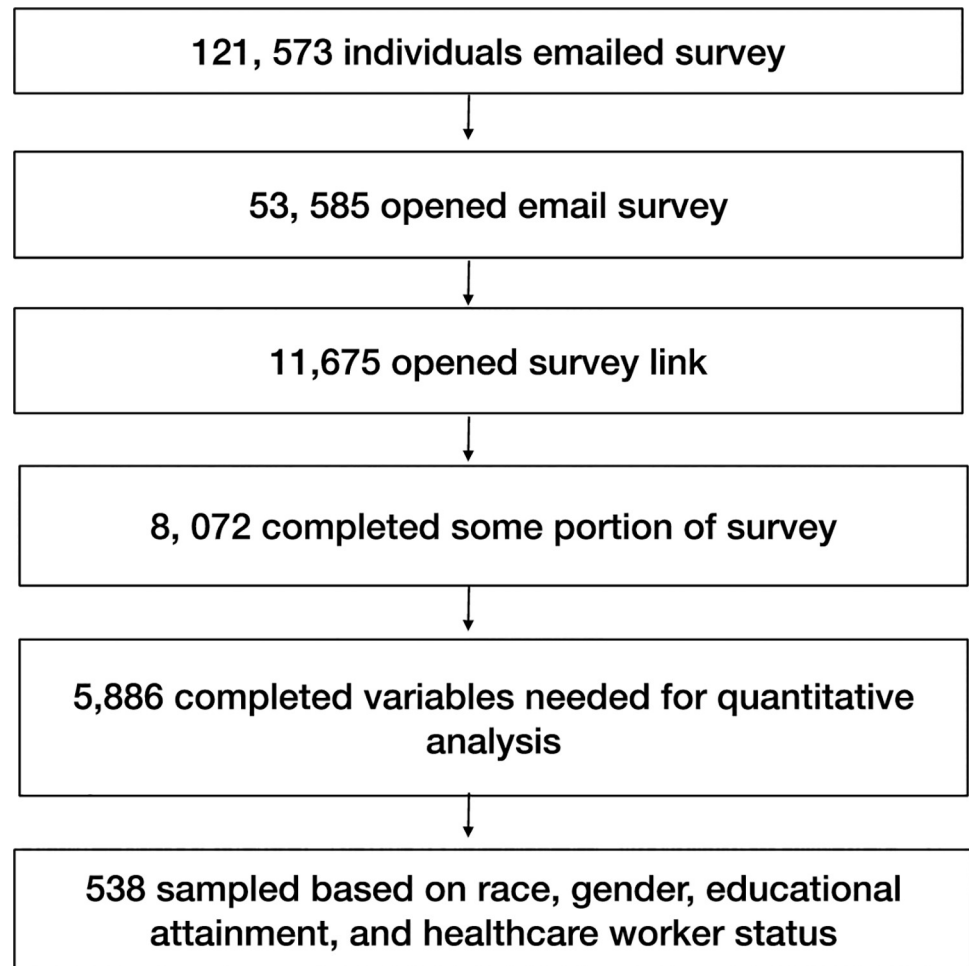 121, 573 individuals emailed survey
53, 585 opened email survey
11,675 opened survey link
8, 072 completed some portion of survey
5,886 completed variables needed for quantitative
analysis
538 sampled based on race, gender, educational
attainment, and healthcare worker status